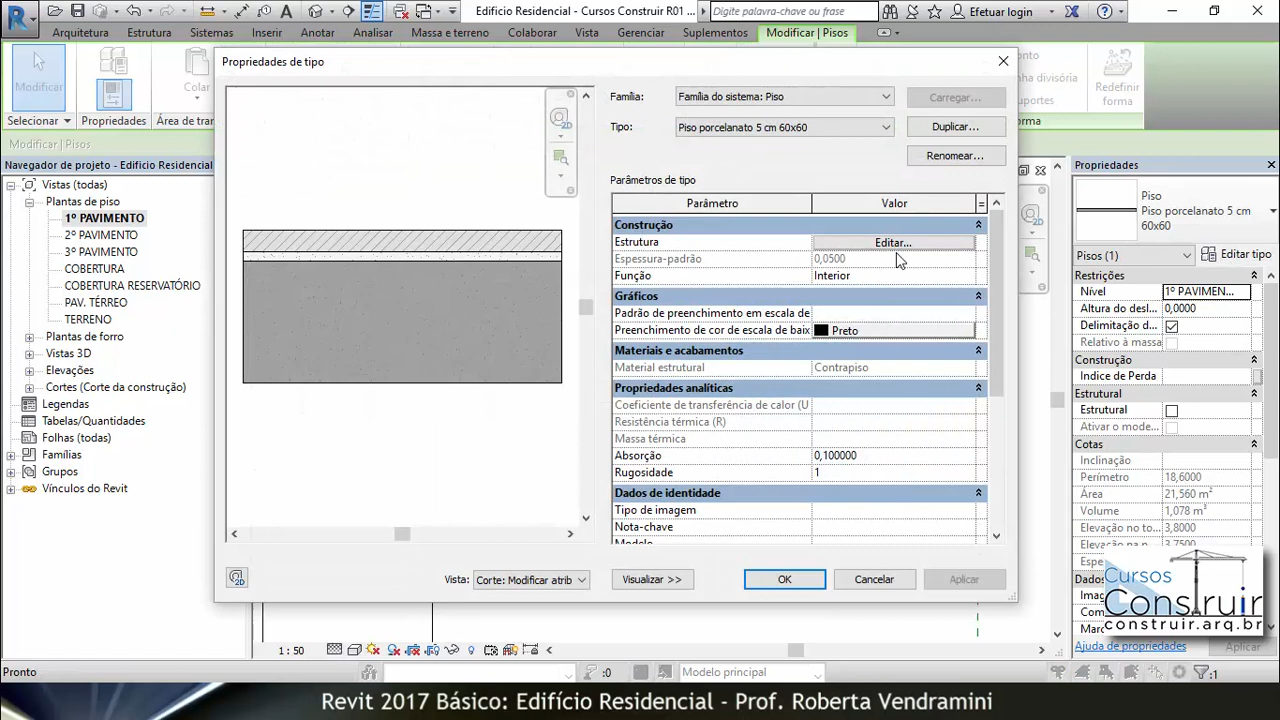 Edifício Residencial - Cursos Construir R01 ...
Digite palavra-chave ou frase
Efetuar login
Arquitetura
Estrutura
Sistemas
Inserir
Anotar
Analisar
Massa e terreno
Colaborar
Vista
Gerenciar
Suplementos
Modificar | Pisos
Modificar
Colar
Redefinir
forma
Selecionar
Propriedades
Modificar | Pisos
Navegador de projeto - Edifício Residencial
Vistas (todas)
Plantas de piso
1º PAVIMENTO
2º PAVIMENTO
3º PAVIMENTO
COBERTURA
COBERTURA RESERVATÓRIO
PAV. TÉRREO
TERRENO
Plantas de forro
Vistas 3D
Elevações
Cortes (Corte da construção)
Legendas
Tabelas/Quantidades
Folhas (todas)
Famílias
Grupos
Vínculos do Revit
Propriedades de tipo
Família:
Família do sistema: Piso
Carregar...
Tipo:
Piso porcelanato 5 cm 60x60
Duplicar...
Renomear...
Parâmetros de tipo
Parâmetro
Valor
=
Construção
Estrutura
Editar...
Espessura-padrão
0,0500
Função
Interior
Gráficos
Padrão de preenchimento em escala de
Preenchimento de cor de escala de baix
Preto
Materiais e acabamentos
Material estrutural
Contrapiso
Propriedades analíticas
Coeficiente de transferência de calor (U
Resistência térmica (R)
Massa térmica
Absorção
0,100000
Rugosidade
1
Dados de identidade
Tipo de imagem
Nota-chave
Modelo
Vista:
Corte: Modificar atrib
Visualizar >>
OK
Cancelar
Aplicar
Propriedades
Piso
Piso porcelanato 5 cm
60x60
Pisos (1)
Editar tipo
Restrições
Nível
1º PAVIMEN...
Altura do desl...
0,0000
Delimitação d...
Relativo à massa
Construção
Indice de Perda
Estrutural
Estrutural
Ativar o mode...
Cotas
Inclinação
Perímetro
18,6000
Área
21,560 m²
Volume
1,078 m³
Elevação no to...
3,8000
Elevação na p...
3,7500
Cursos
Construir
construir.arq.br
Ajuda de propriedades
Aplicar
1 : 50
Pronto
:0
Modelo principal
:1
Revit 2017 Básico: Edifício Residencial - Prof. Roberta Vendramini